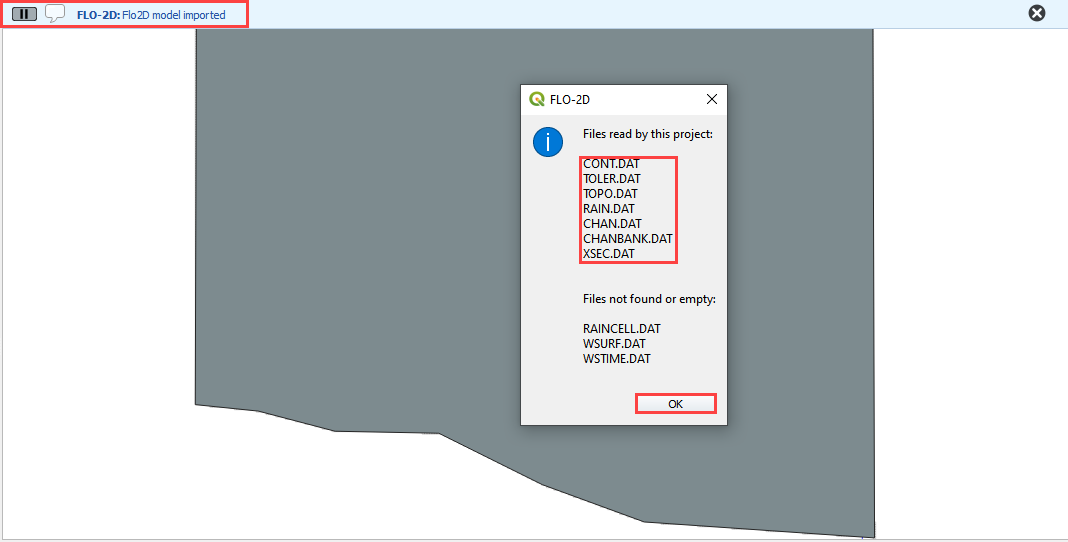 FLO-2D: Flo2D model imported
FLO-2D
Files read by this project:
CONT.DAT
TOLER.DAT
TOPO.DAT
RAIN.DAT
CHAN.DAT
CHANBANK.DAT
XSEC.DAT
Files not found or empty:
RAINCELL.DAT
WSURF.DAT
WSTIME.DAT
OK